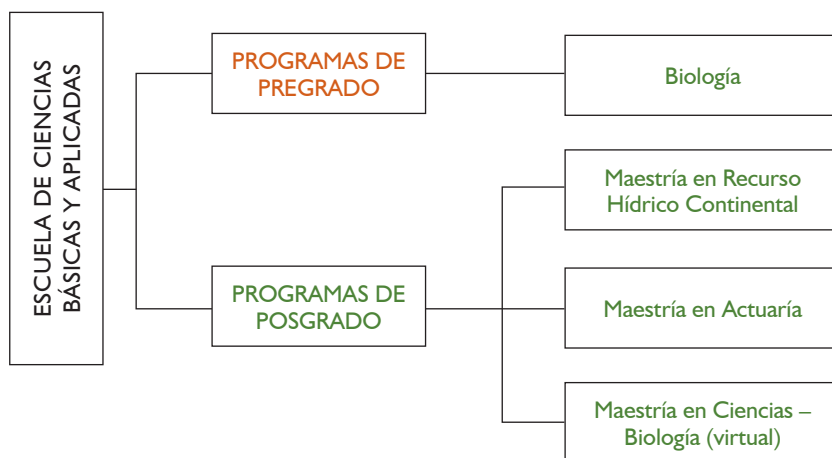 ESCUELA DE CIENCIAS
BÁSICAS Y APLICADAS
PROGRAMAS DE
PREGRADO
Biología
PROGRAMAS DE
POSGRADO
Maestría en Recurso
Hídrico Continental
Maestría en Actuaría
Maestría en Ciencias –
Biología (virtual)